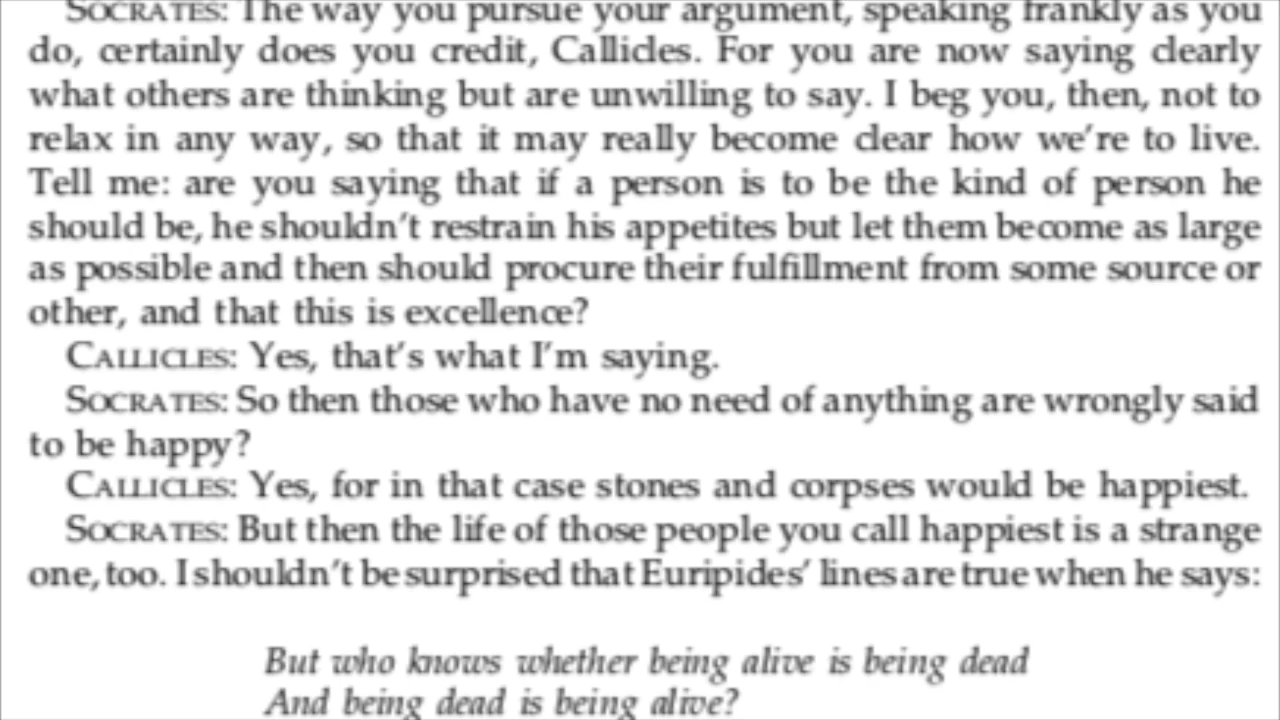 SOCRATES: The way you pursue your argument, speaking frankly as you
do, certainly does you credit, Callicles. For you are now saying clearly
what others are thinking but are unwilling to say. I beg you, then, not to
relax in any way, so that it may really become clear how we're to live.
Tell me: are you saying that if a person is to be the kind of person he
should be, he shouldn't restrain his appetites but let them become as large
as possible and then should procure their fulfillment from some source or
other, and that this is excellence?
CALLICLES: Yes, that's what I'm saying.
SOCRATES: So then those who have no need of anything are wrongly said
to be happy?
CALLICLES: Yes, for in that case stones and corpses would be happiest.
SOCRATES: But then the life of those people you call happiest is a strange
one, too. I shouldn't be surprised that Euripides' lines are true when he says:
But who knows whether being alive is being dead
And being dead is being alive?